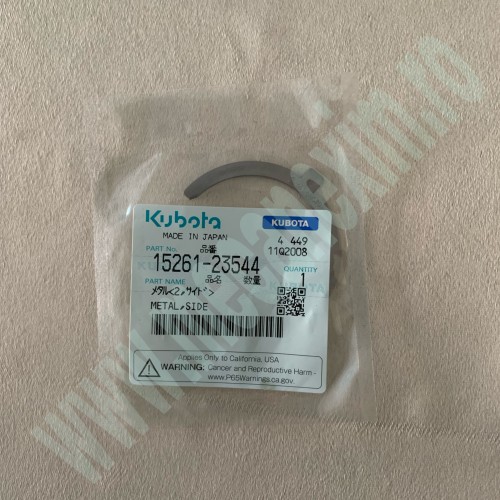 Kubota
KUBOTA
MADE IN JAPAN
4 449
11Q2008
PART No. 品番
15261-23544
PART NAME 品名 数量 QUANTITY
1
メタル<2,サイド>
METAL,SIDE
Applies Only to California, USA
WARNING: Cancer and Reproductive Harm -
www.P65Warnings.ca.gov.